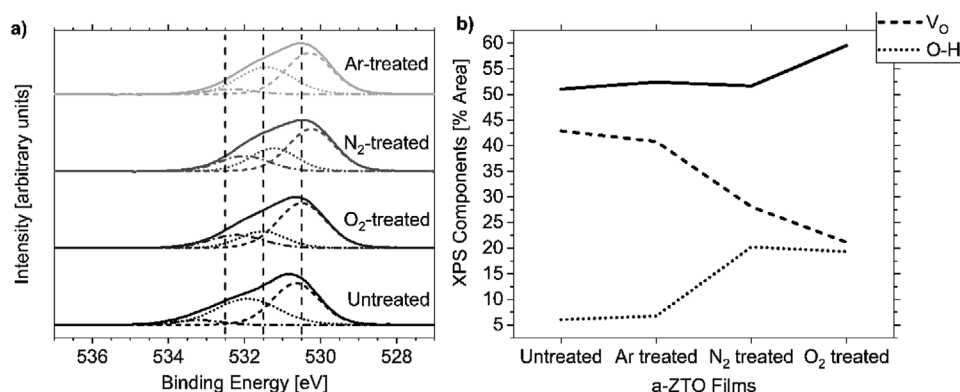 a)
Intensity [arbitrary units]
Ar-treated
N₂-treated
O₂-treated
Untreated
536
534
532
530
528
Binding Energy [eV]
b)
XPS Components [% Area]
60
55
50
45
40
35
30
25
20
15
10
5
Untreated
Ar treated
N₂ treated
O₂ treated
a-ZTO Films
V₀
O-H